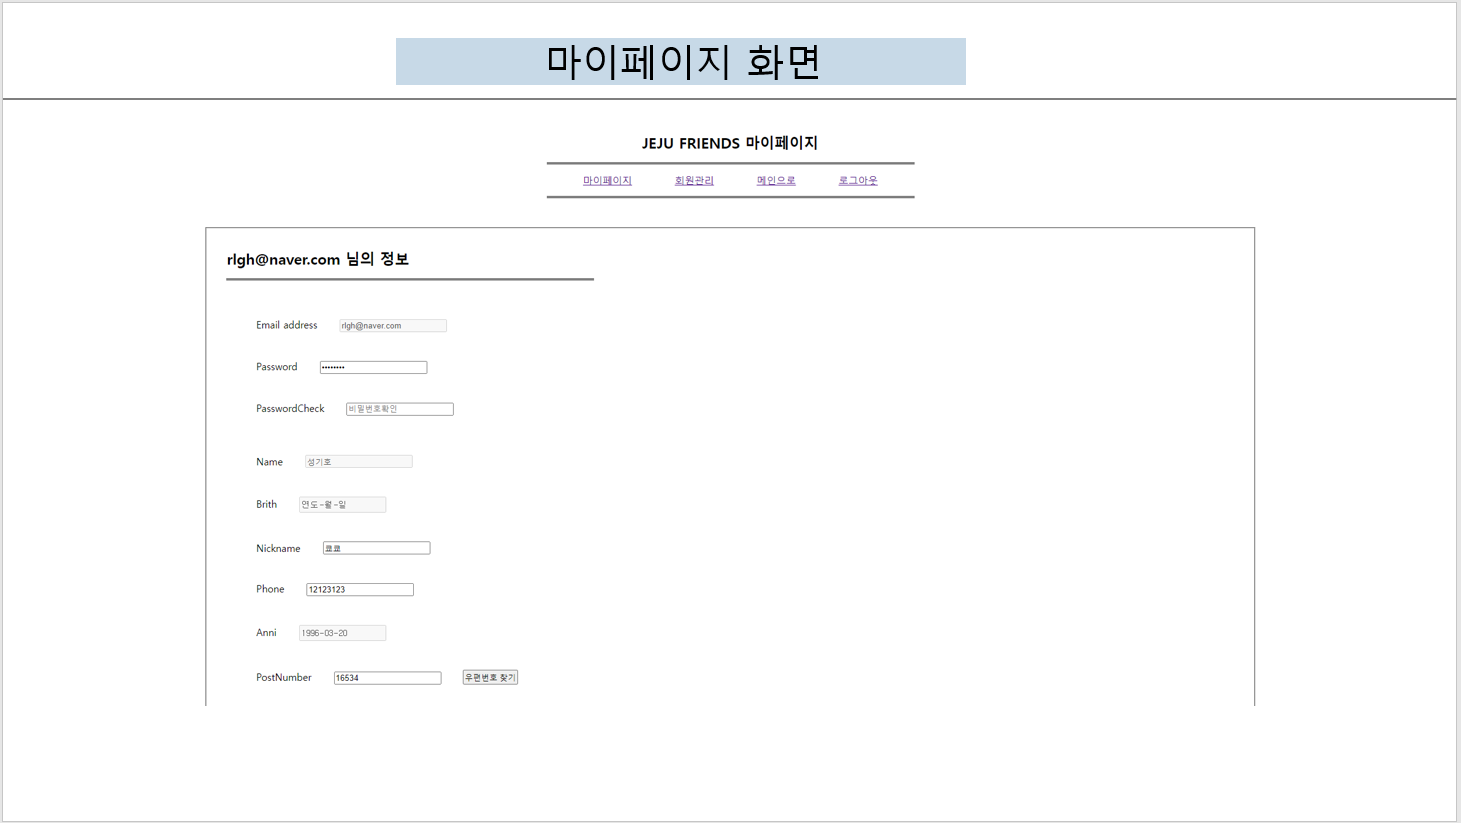 마이페이지 화면
JEJU FRIENDS 마이페이지
마이페이지 회원관리 메인으로 로그아웃
rlgh@naver.com 님의 정보
Email address rlgh@naver.com
Password ••••••••
PasswordCheck 비밀번호확인
Name 성기호
Brith 연도-월-일
Nickname 쿄쿄
Phone 12123123
Anni 1996-03-20
PostNumber 16534 우편번호 찾기